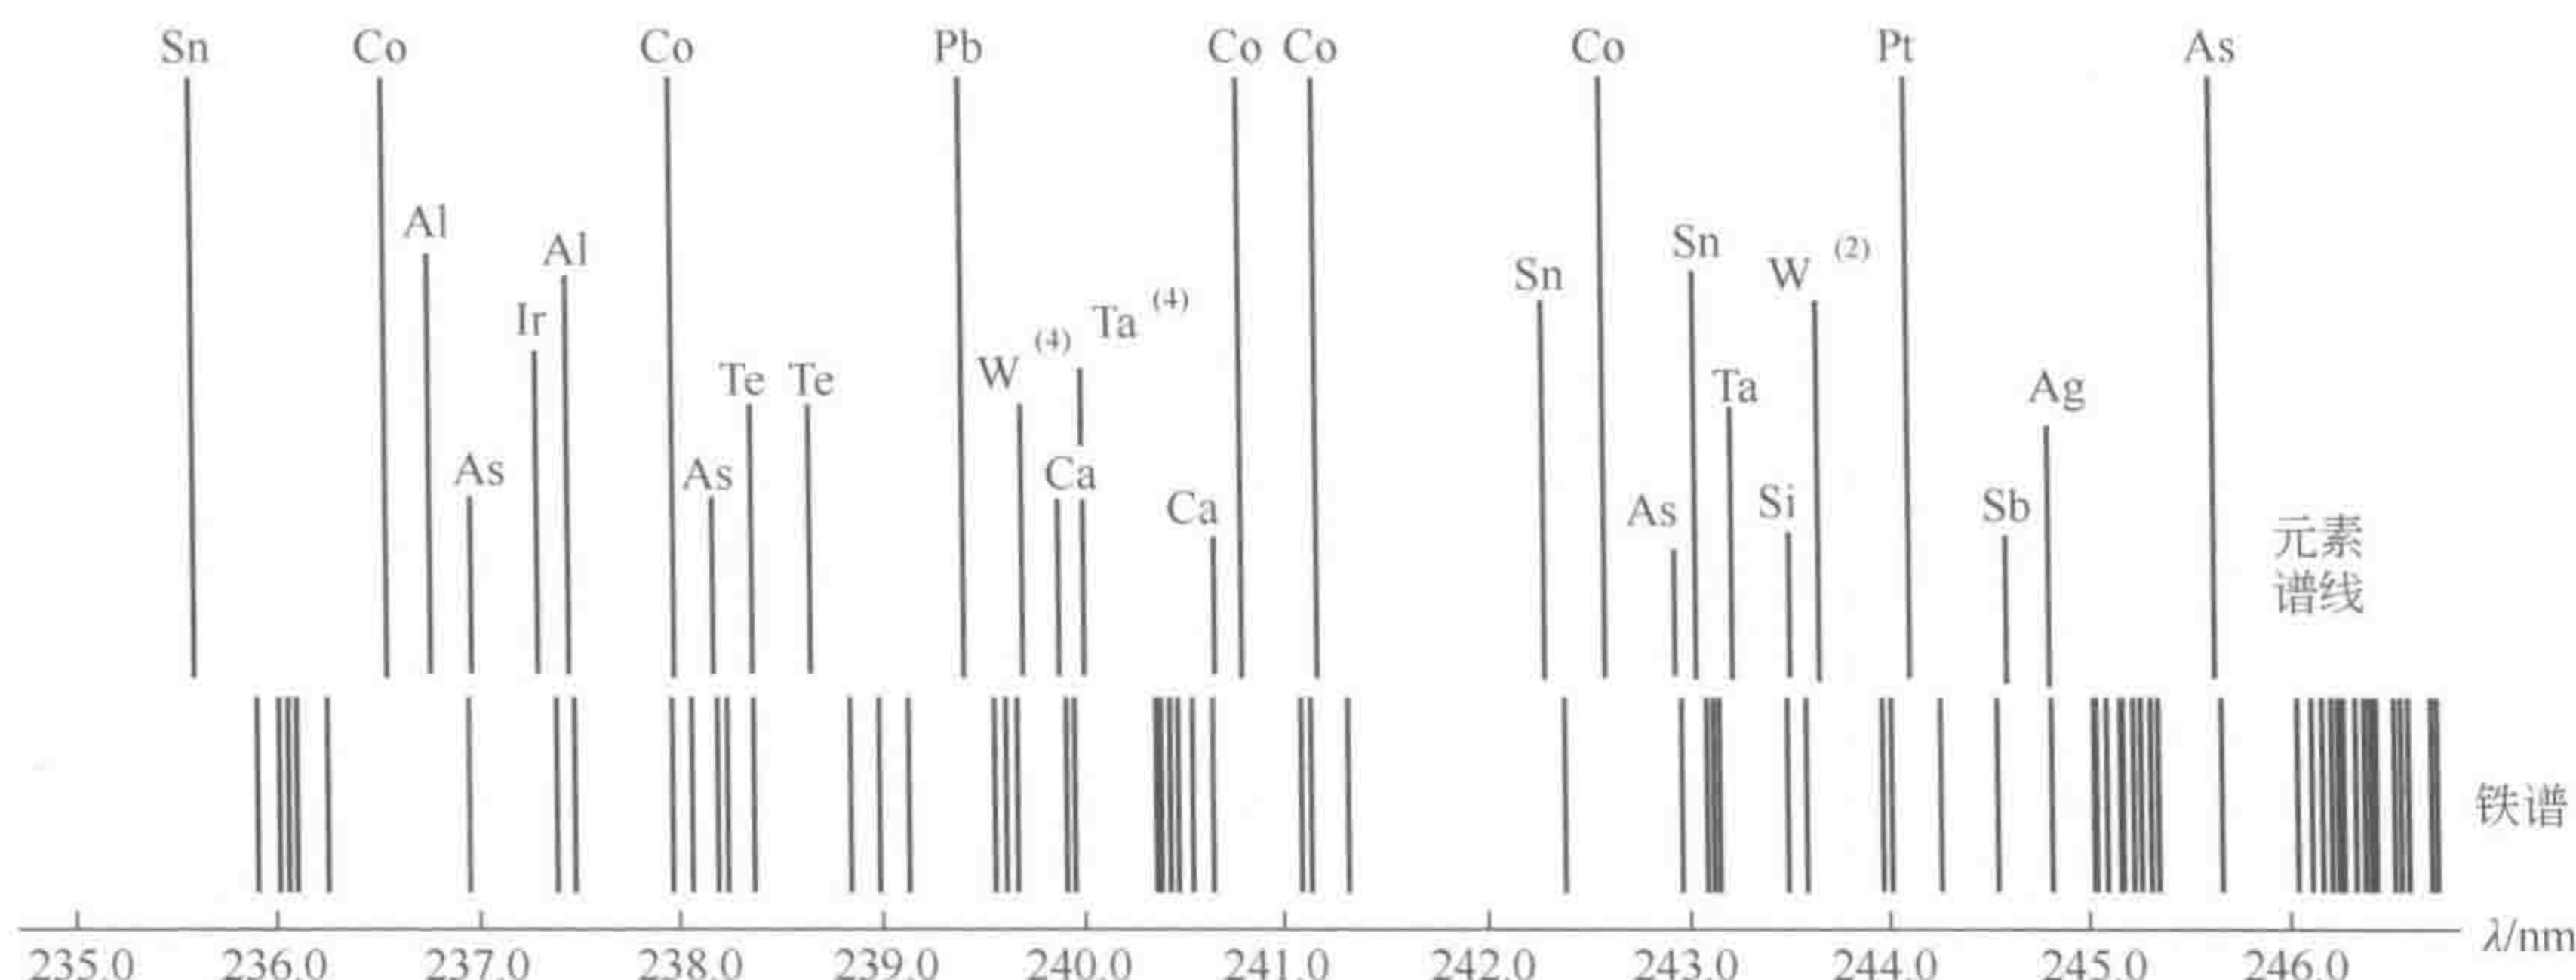 Sn Co Co Pb Co Co Co Pt As
Al
Al
Sn
W (2)
Sn
Ir
Ta (4)
W (4)
Te Te
Ta
Ag
As
As
Ca
Ca
As
Si
Sb
元素
谱线
铁谱
235.0 236.0 237.0 238.0 239.0 240.0 241.0 242.0 243.0 244.0 245.0 246.0 λ/nm